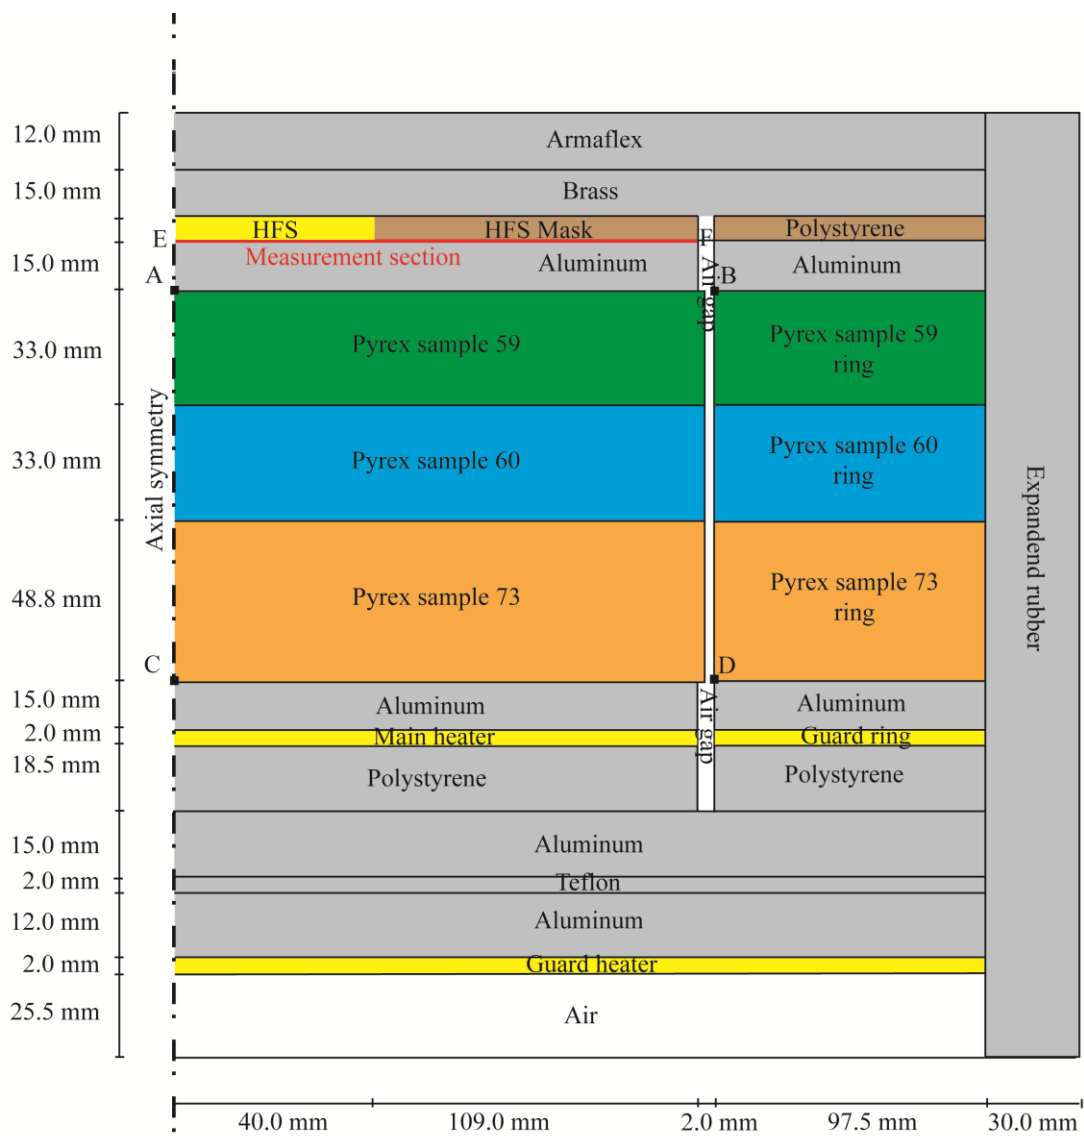 12.0 mm
Armaflex
15.0 mm
Brass
HFS
HFS Mask
Polystyrene
E
F
Measurement section
15.0 mm
Aluminum
Air gap
Aluminum
A
B
33.0 mm
Pyrex sample 59
Pyrex sample 59
ring
Axial symmetry
33.0 mm
Pyrex sample 60
Pyrex sample 60
ring
Expandend rubber
48.8 mm
Pyrex sample 73
Pyrex sample 73
ring
C
D
15.0 mm
Aluminum
Air gap
Aluminum
2.0 mm
Main heater
Guard ring
18.5 mm
Polystyrene
Polystyrene
15.0 mm
Aluminum
2.0 mm
Teflon
12.0 mm
Aluminum
2.0 mm
Guard heater
25.5 mm
Air
40.0 mm
109.0 mm
2.0 mm
97.5 mm
30.0 mm